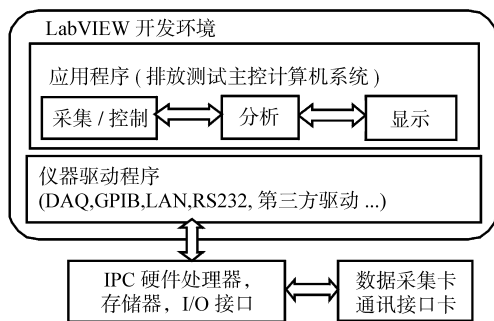 LabVIEW 开发环境
应用程序 ( 排放测试主控计算机系统 )
采集 / 控制
分析
显示
仪器驱动程序
(DAQ,GPIB,LAN,RS232, 第三方驱动 ...)
IPC 硬件处理器，
存储器，I/O 接口
数据采集卡
通讯接口卡